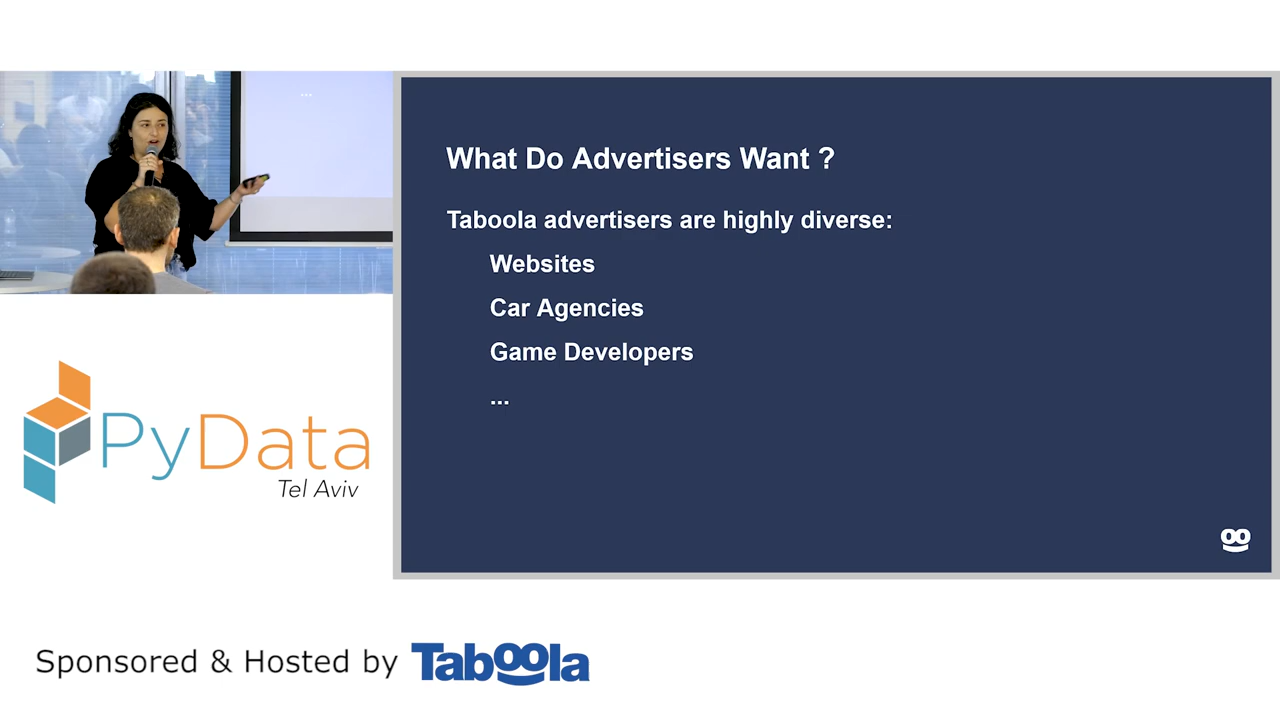 What Do Advertisers Want ?
Taboola advertisers are highly diverse:
Websites
Car Agencies
Game Developers
...
PyData
Tel Aviv
Sponsored & Hosted by Taboola